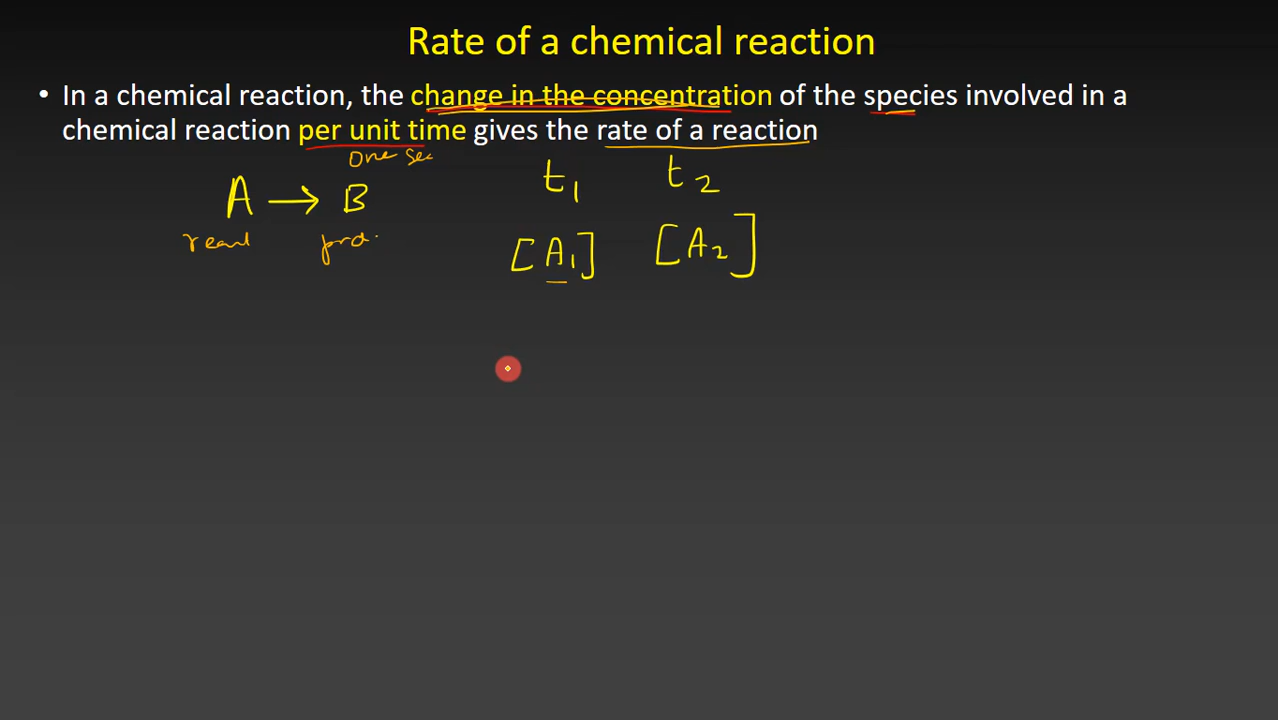 Rate of a chemical reaction
• In a chemical reaction, the change in the concentration of the species involved in a
chemical reaction per unit time gives the rate of a reaction
one sec
A → B
t₁ t₂
prd.
[A₁] [A₂]